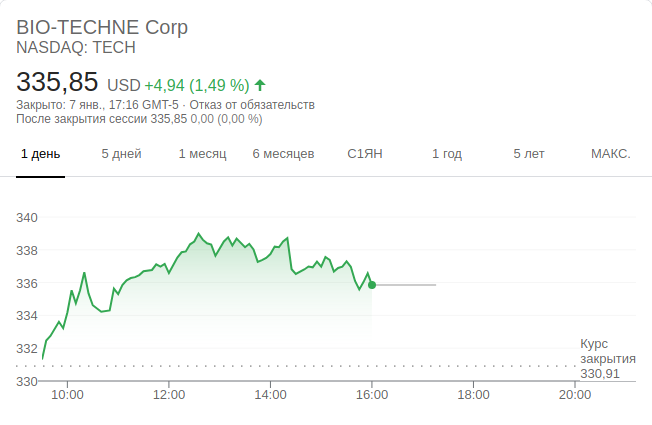 BIO-TECHNE Corp
NASDAQ: TECH
335,85 USD +4,94 (1,49 %)
Закрыто: 7 янв., 17:16 GMT-5 · Отказ от обязательств
После закрытия сессии 335,85 0,00 (0,00 %)
1 день 5 дней 1 месяц 6 месяцев С1ЯН 1 год 5 лет МАКС.
340
338
336
334
332
Курс
закрытия
330,91
330
10:00 12:00 14:00 16:00 18:00 20:00